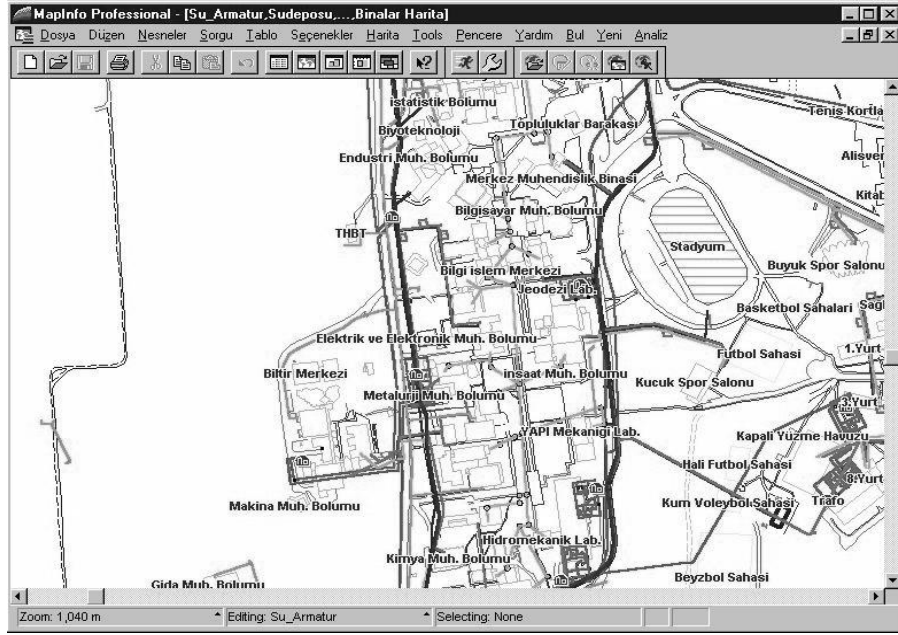 MapInfo Professional - [Su_Armatur,Sudeposu,...,Binalar Harita]
Dosya Düzen Nesneler Sorgu Tablo Seçenekler Harita Tools Pencere Yardım Bul Yeni Analiz
istatistik Bolumu
Tenis Kortla
Biyoteknoloji
Topluluklar Barakası
Endustri Muh. Bolumu
Alisver
Merkez Muhendislik Binasi
Kitab
Bilgisayar Muh. Bolumu
THBT
Stadyum
Bilgi islem Merkezi
Buyuk Spor Salonu
Jeodezi Lab.
Basketbol Sahalari
Sagl
Elektrik ve Elektronik Muh. Bolumu
Futbol Sahasi
1.Yurt
Biltir Merkezi
insaat Muh. Bolumu
Kucuk Spor Salonu
Metalurji Muh. Bolumu
3.Yurt
YAPI Mekanigi Lab.
Kapali Yuzme Havuzu
Hali Futbol Sahasi
8.Yurt
Makina Muh. Bolumu
Kum Voleybol Sahasi
Trafo
Hidromekanik Lab.
Kimya Muh. Bolumu
Beyzbol Sahasi
Gida Muh. Bolumu
Zoom: 1,040 m
Editing: Su_Armatur
Selecting: None